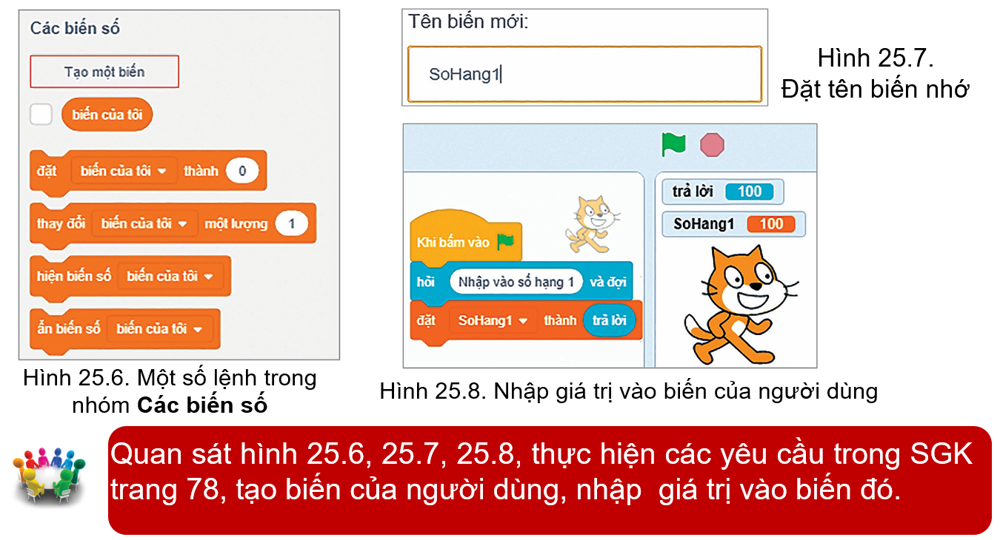 Các biến số
Tạo một biến
biến của tôi
đặt biến của tôi thành 0
thay đổi biến của tôi một lượng 1
hiện biến số biến của tôi
ẩn biến số biến của tôi
Hình 25.6. Một số lệnh trong
nhóm Các biến số
Tên biến mới:
SoHang1
Hình 25.7.
Đặt tên biến nhớ
Khi bấm vào
hỏi Nhập vào số hạng 1 và đợi
đặt SoHang1 thành trả lời
trả lời 100
SoHang1 100
Hình 25.8. Nhập giá trị vào biến của người dùng
Quan sát hình 25.6, 25.7, 25.8, thực hiện các yêu cầu trong SGK
trang 78, tạo biến của người dùng, nhập giá trị vào biến đó.